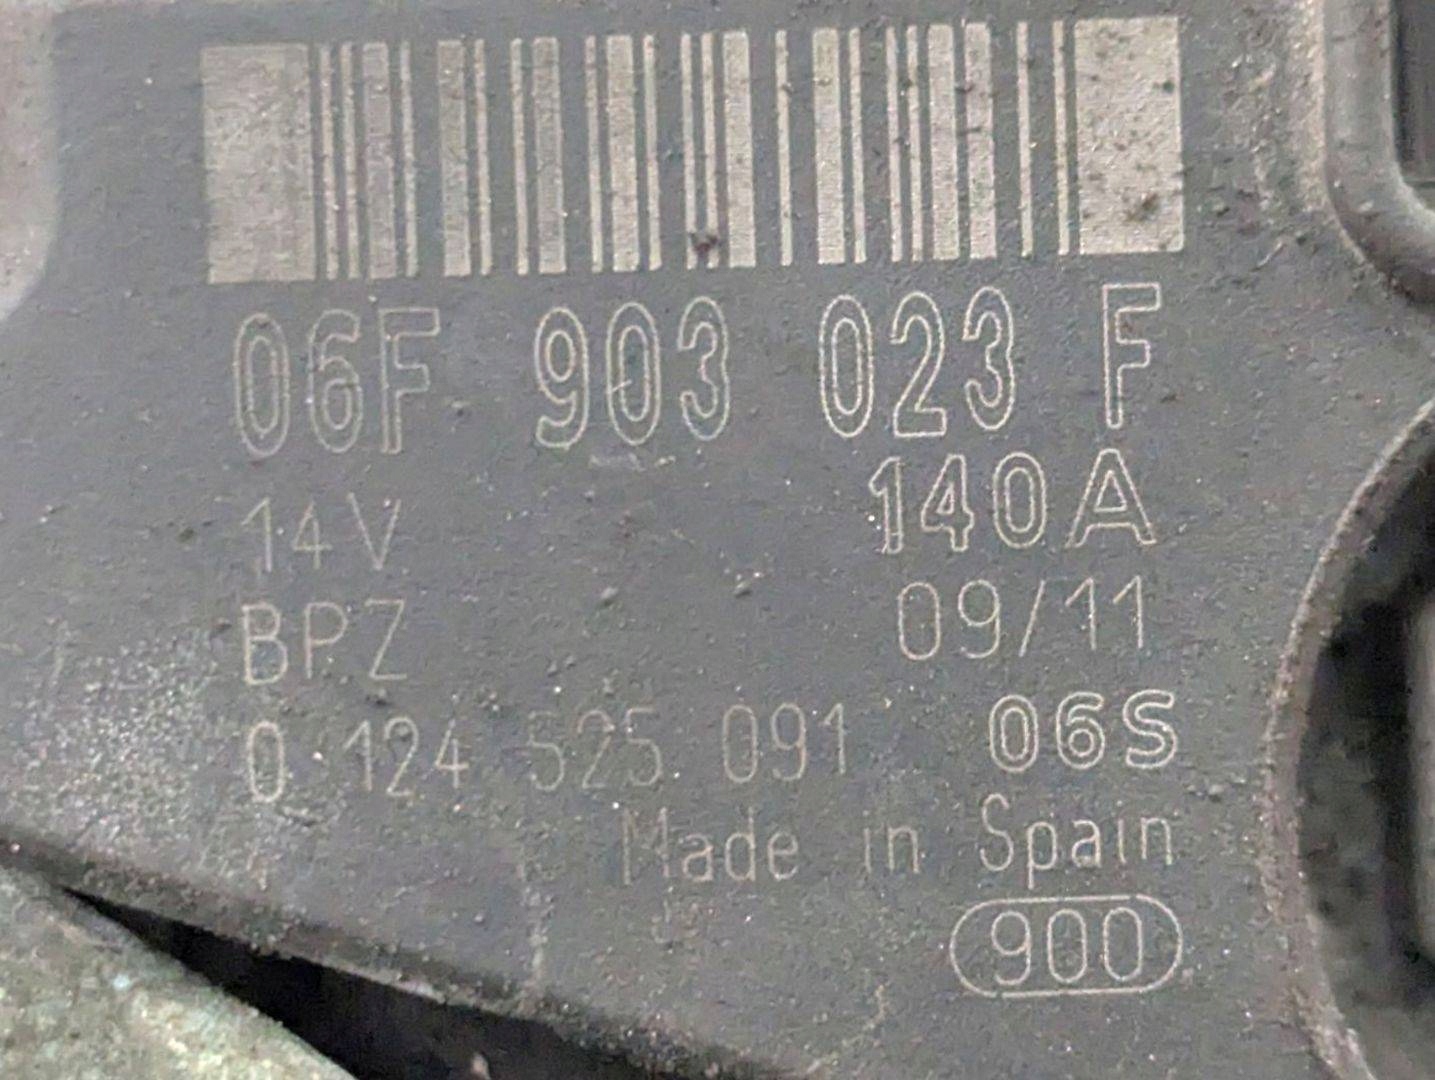 06F 903 023 F
14V 140A
BPZ 09/11
0 124 525 091 06S
Made in Spain
900